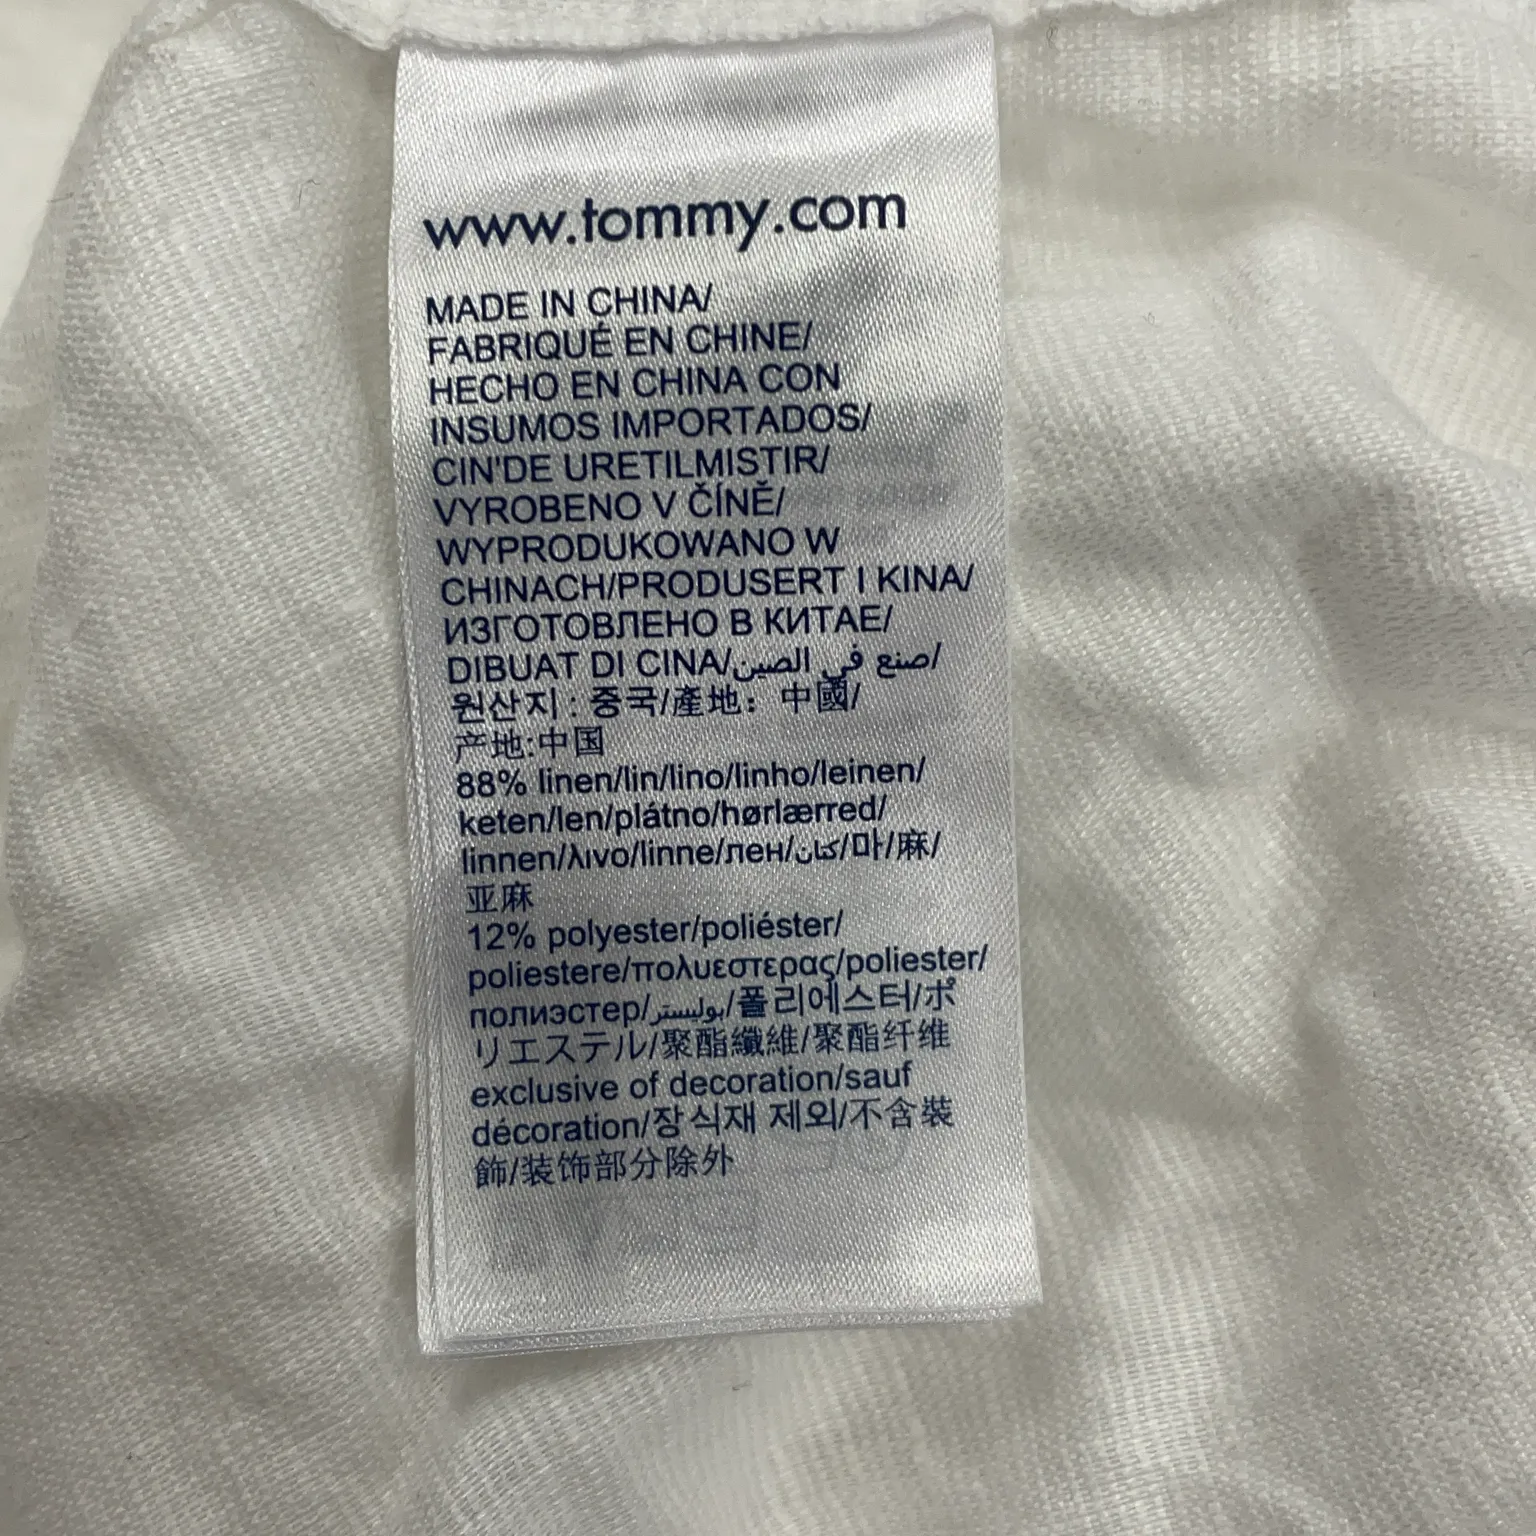 www.tommy.com
MADE IN CHINA/
FABRIQUÉ EN CHINE/
HECHO EN CHINA CON
INSUMOS IMPORTADOS/
CIN'DE URETILMISTIR/
VYROBENO V ČÍNĚ/
WYPRODUKOWANO W
CHINACH/PRODUSERT I KINA/
ИЗГОТОВЛЕНО В КИТАЕ/
DIBUAT DI CINA/صنع في الصين/
원산지 : 중국/產地：中國/
产地:中国
88% linen/lin/lino/linho/leinen/
keten/len/plátno/hørlærred/
linnen/λινο/linne/лен/كتان/마/麻/
亚麻
12% polyester/poliéster/
poliestere/πολυεστερας/poliester/
полиэстер/بوليستر/폴리에스터/ポ
リエステル/聚酯纖維/聚酯纤维
exclusive of decoration/sauf
décoration/장식재 제외/不含裝
飾/装饰部分除外